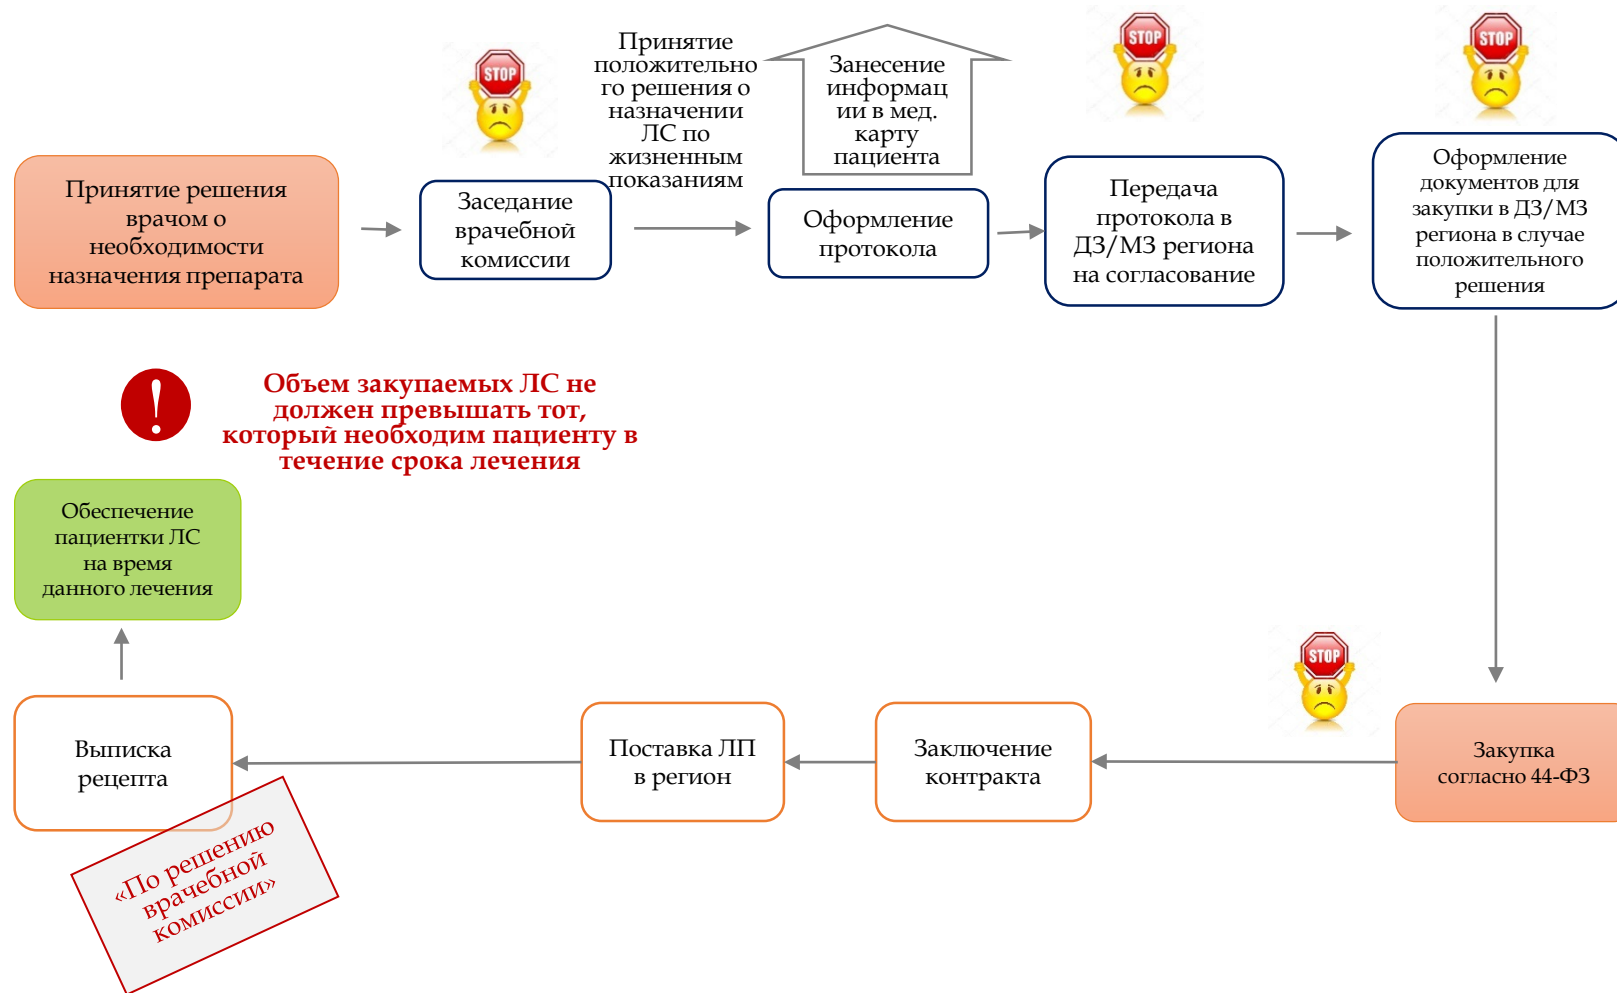 Принятие решения
врачом о
необходимости
назначения препарата
STOP
Заседание
врачебной
комиссии
Принятие
положительно
го решения о
назначении
ЛС по
жизненным
показаниям
Занесение
информац
ии в мед.
карту
пациента
Оформление
протокола
STOP
Передача
протокола в
ДЗ/МЗ региона
на согласование
STOP
Оформление
документов для
закупки в ДЗ/МЗ
региона в случае
положительного
решения
!
Объем закупаемых ЛС не
должен превышать тот,
который необходим пациенту в
течение срока лечения
Обеспечение
пациентки ЛС
на время
данного лечения
Выписка
рецепта
«По решению
врачебной
комиссии»
Поставка ЛП
в регион
Заключение
контракта
STOP
Закупка
согласно 44-ФЗ